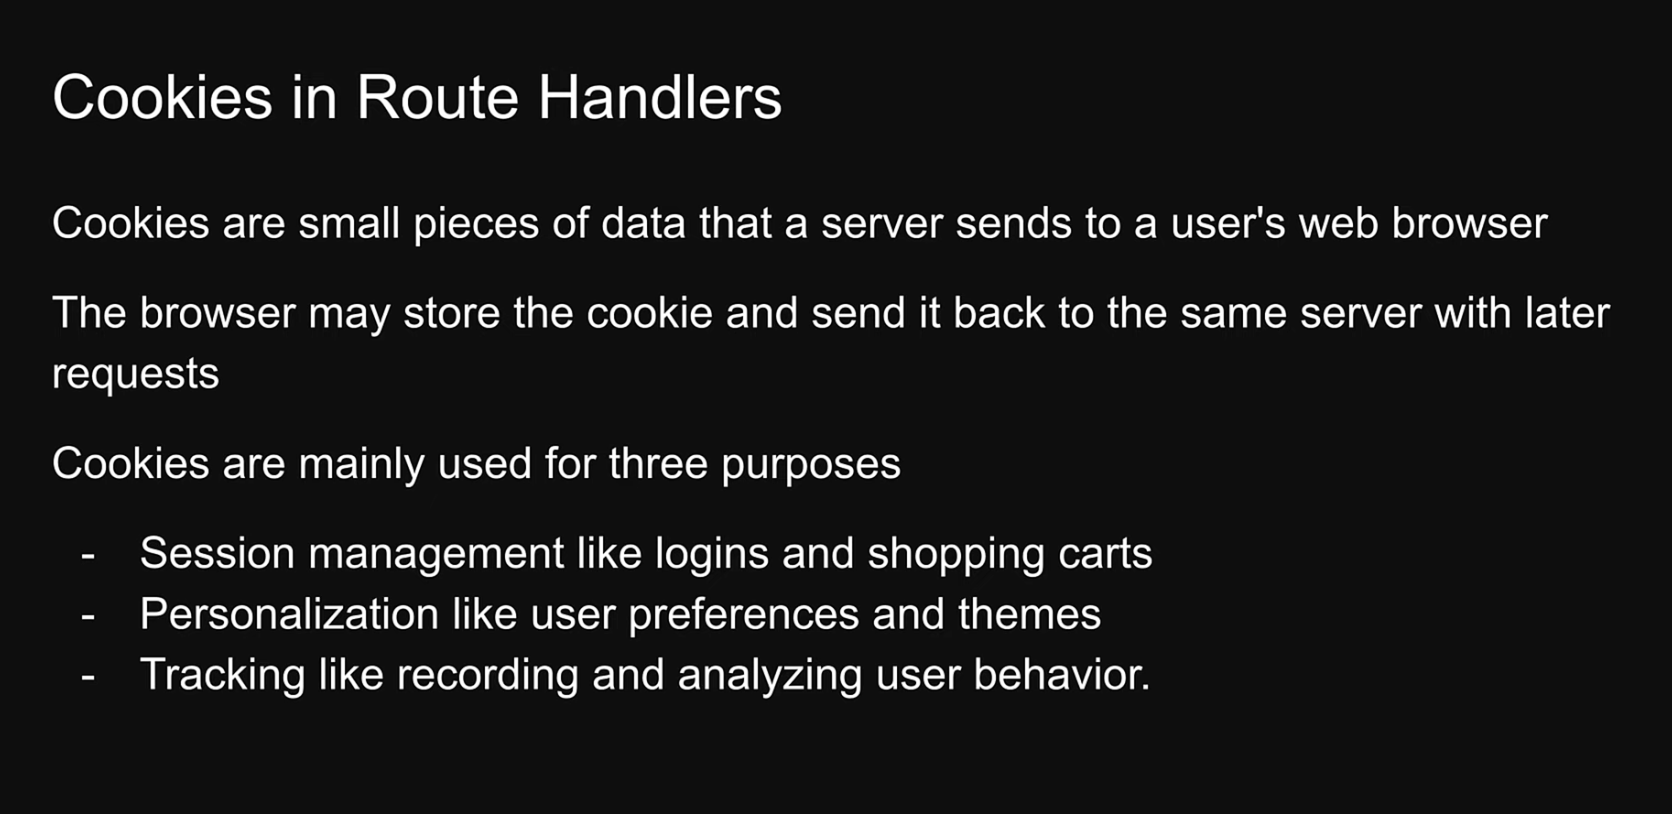 Cookies in Route Handlers
Cookies are small pieces of data that a server sends to a user's web browser
The browser may store the cookie and send it back to the same server with later
requests
Cookies are mainly used for three purposes
- Session management like logins and shopping carts
- Personalization like user preferences and themes
- Tracking like recording and analyzing user behavior.